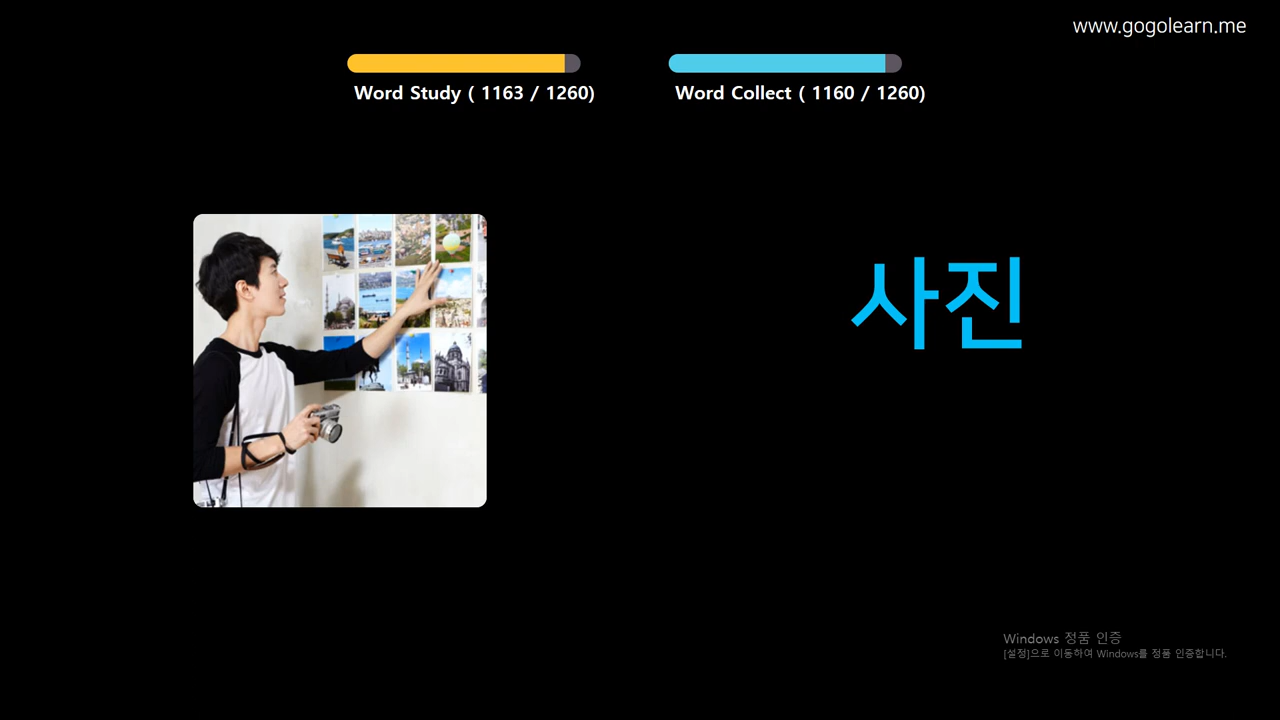 www.gogolearn.me
Word Study ( 1163 / 1260)
Word Collect ( 1160 / 1260)
사진
Windows 정품 인증
[설정]으로 이동하여 Windows를 정품 인증합니다.